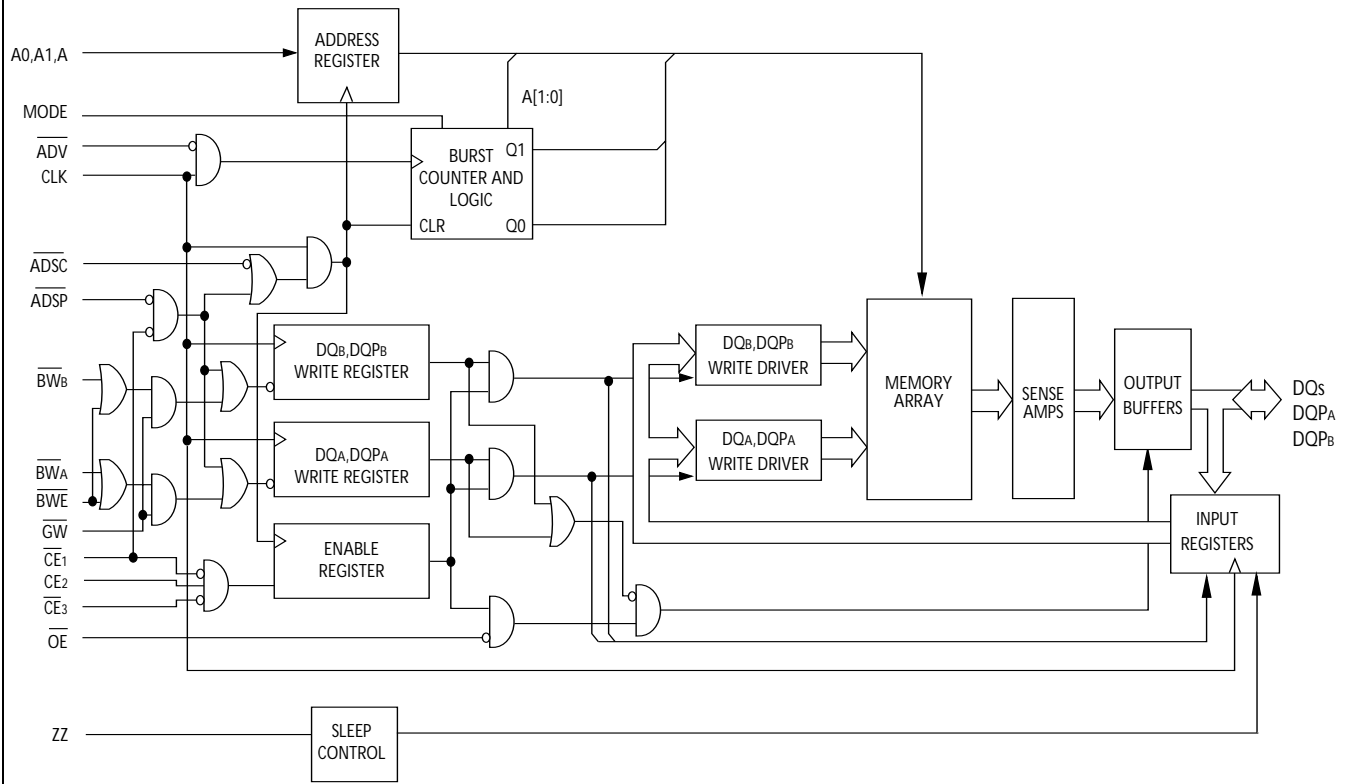 A0,A1,A
ADDRESS
REGISTER
MODE
A[1:0]
ADV
CLK
BURST
COUNTER AND
LOGIC
Q1
CLR
Q0
ADSC
ADSP
DQB,DQPB
WRITE REGISTER
DQB,DQPB
WRITE DRIVER
MEMORY
ARRAY
SENSE
AMPS
OUTPUT
BUFFERS
DQs
DQPA
DQPB
BWB
DQA,DQPA
WRITE REGISTER
DQA,DQPA
WRITE DRIVER
BWA
BWE
GW
CE1
CE2
CE3
ENABLE
REGISTER
INPUT
REGISTERS
OE
ZZ
SLEEP
CONTROL